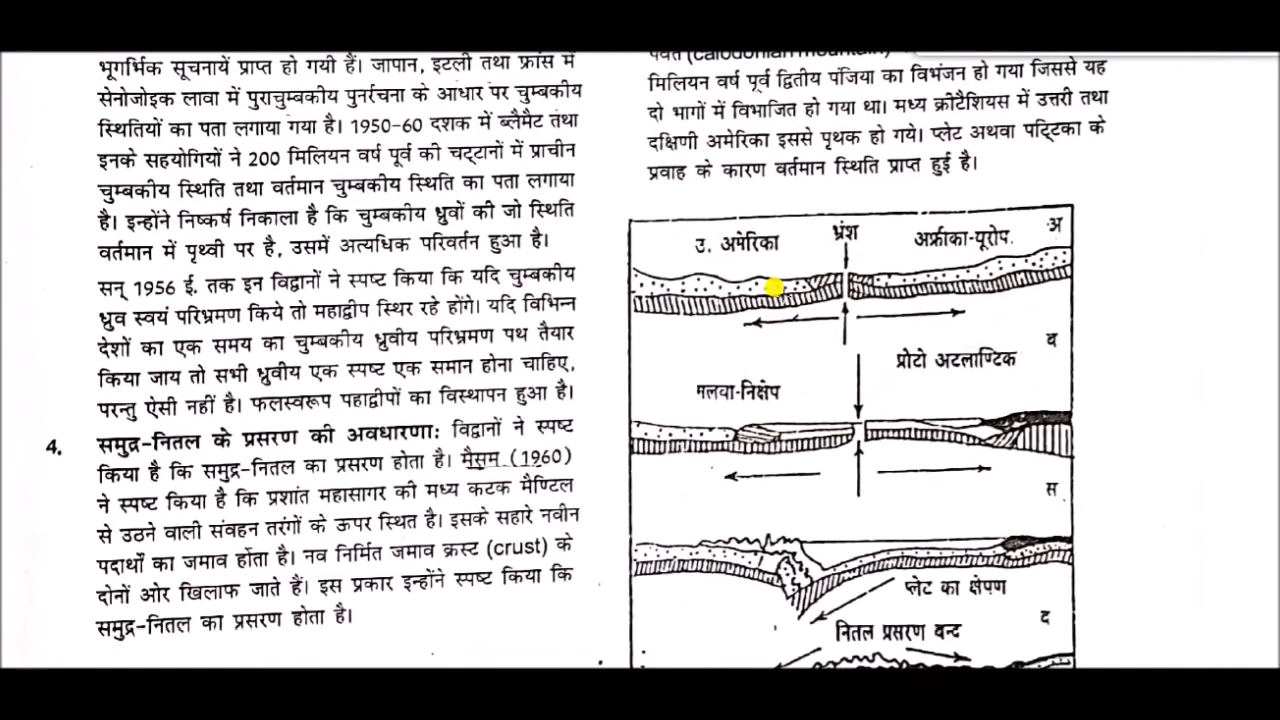 भूगर्भिक सूचनायें प्राप्त हो गयी हैं। जापान, इटली तथा फ्रांस में
सेनोजोइक लावा में पुराचुम्बकीय पुनर्रचना के आधार पर चुम्बकीय
स्थितियों का पता लगाया गया है। 1950-60 दशक में ब्लैमैट तथा
इनके सहयोगियों ने 200 मिलियन वर्ष पूर्व की चट्टानों में प्राचीन
चुम्बकीय स्थिति तथा वर्तमान चुम्बकीय स्थिति का पता लगाया
है। इन्होंने निष्कर्ष निकाला है कि चुम्बकीय ध्रुवों की जो स्थिति
वर्तमान में पृथ्वी पर है, उसमें अत्यधिक परिवर्तन हुआ है।
सन् 1956 ई. तक इन विद्वानों ने स्पष्ट किया कि यदि चुम्बकीय
ध्रुव स्वयं परिभ्रमण किये तो महाद्वीप स्थिर रहे होंगे। यदि विभिन्न
देशों का एक समय का चुम्बकीय ध्रुवीय परिभ्रमण पथ तैयार
किया जाय तो सभी ध्रुवीय एक स्पष्ट एक समान होना चाहिए,
परन्तु ऐसी नहीं है। फलस्वरूप पहाद्वीपों का विस्थापन हुआ है।
4. समुद्र-नितल के प्रसरण की अवधारणा: विद्वानों ने स्पष्ट
किया है कि समुद्र-नितल का प्रसरण होता है। मैसम (1960)
ने स्पष्ट किया है कि प्रशांत महासागर की मध्य कटक मैण्टिल
से उठने वाली संवहन तरंगों के ऊपर स्थित है। इसके सहारे नवीन
पदार्थों का जमाव होता है। नव निर्मित जमाव क्रस्ट (crust) के
दोनों ओर खिलाफ जाते हैं। इस प्रकार इन्होंने स्पष्ट किया कि
समुद्र-नितल का प्रसरण होता है।
पर्वत (calodonian mountain)
मिलियन वर्ष पूर्व द्वितीय पंजिया का विभंजन हो गया जिससे यह
दो भागों में विभाजित हो गया था। मध्य क्रीटैशियस में उत्तरी तथा
दक्षिणी अमेरिका इससे पृथक हो गये। प्लेट अथवा पट्टिका के
प्रवाह के कारण वर्तमान स्थिति प्राप्त हुई है।
उ. अमेरिका भ्रंश अफ्रीका-यूरोप. अ
ब
प्रोटो अटलाण्टिक
मलवा-निक्षेप
स
प्लेट का क्षेपण
द
नितल प्रसरण बन्द